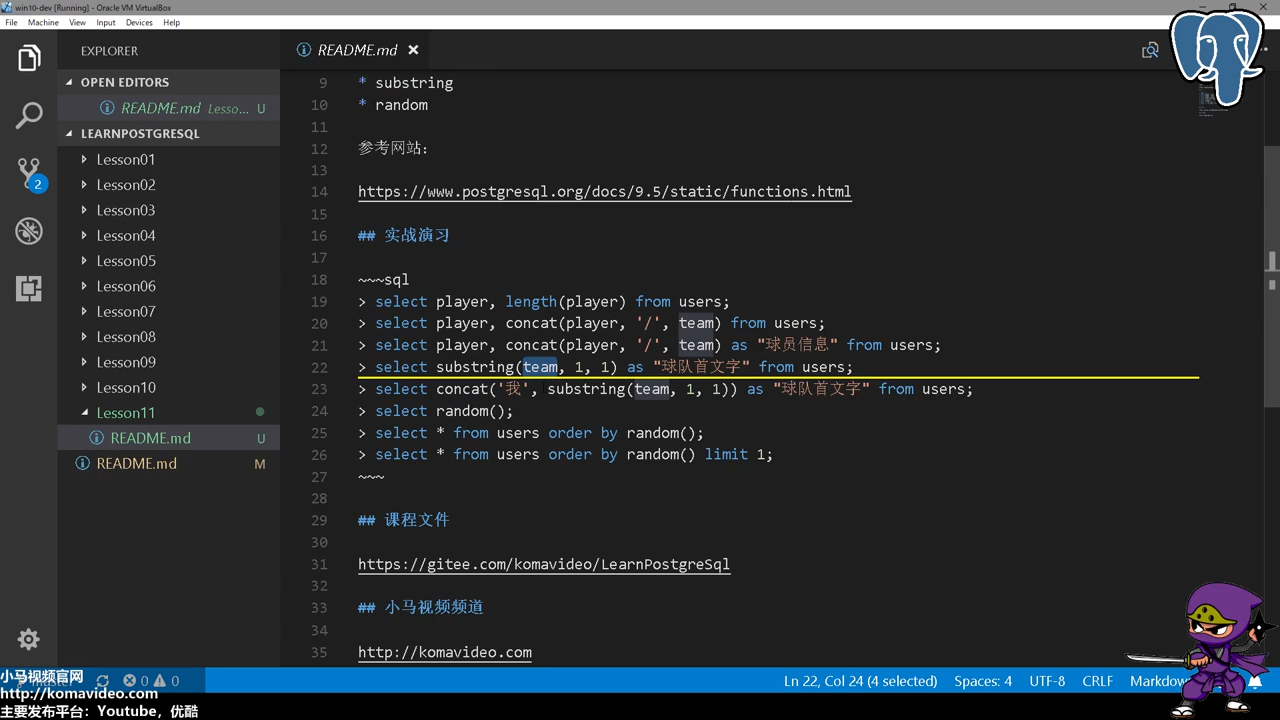 win10-dev [Running] - Oracle VM VirtualBox
File Machine View Input Devices Help
EXPLORER
README.md
OPEN EDITORS
README.md Lesso... U
LEARNPOSTGRESQL
Lesson01
Lesson02
Lesson03
Lesson04
Lesson05
Lesson06
Lesson07
Lesson08
Lesson09
Lesson10
Lesson11
README.md U
README.md M
2
9 * substring
10 * random
11
12 参考网站:
13
14 https://www.postgresql.org/docs/9.5/static/functions.html
15
16 ## 实战演习
17
18 ~~~sql
19 > select player, length(player) from users;
20 > select player, concat(player, '/', team) from users;
21 > select player, concat(player, '/', team) as "球员信息" from users;
22 > select substring(team, 1, 1) as "球队首文字" from users;
23 > select concat('我', substring(team, 1, 1)) as "球队首文字" from users;
24 > select random();
25 > select * from users order by random();
26 > select * from users order by random() limit 1;
27 ~~~
28
29 ## 课程文件
30
31 https://gitee.com/komavideo/LearnPostgreSql
32
33 ## 小马视频频道
34
35 http://komavideo.com
小马视频官网
http://komavideo.com
主要发布平台: Youtube, 优酷
0 0
Ln 22, Col 24 (4 selected) Spaces: 4 UTF-8 CRLF